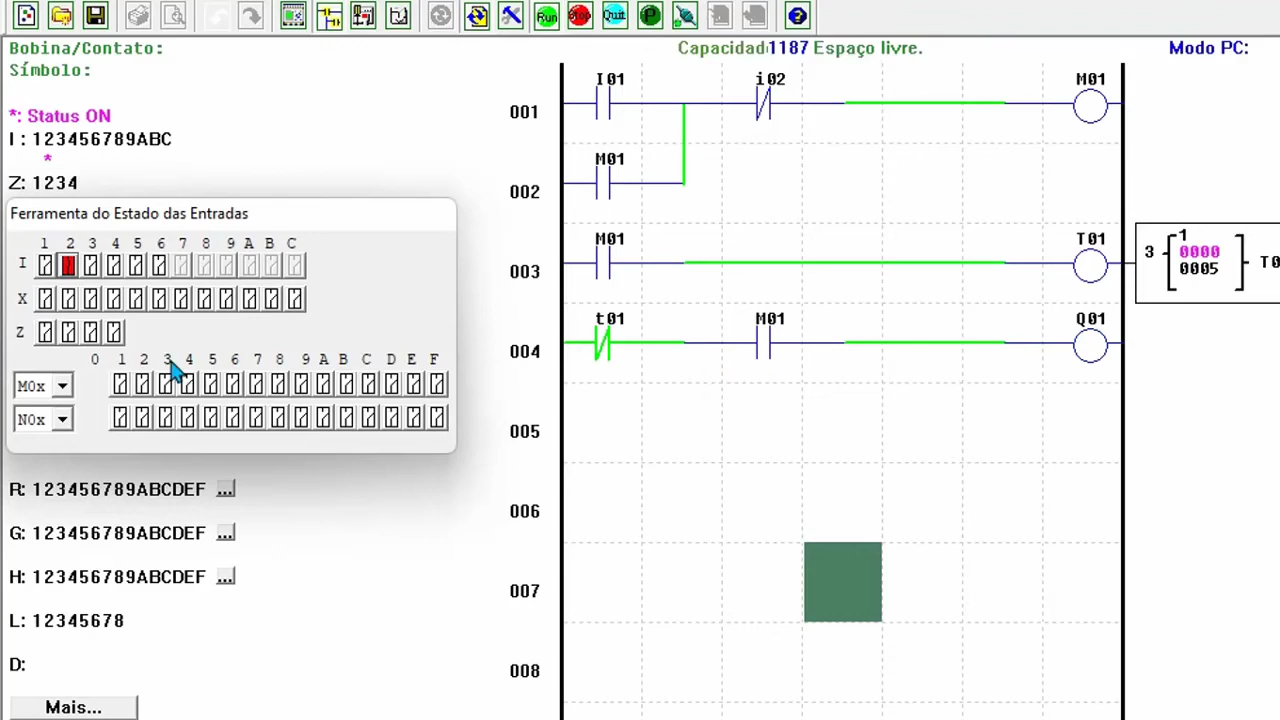 Run Stop Quit P ?
Bobina/Contato:
Símbolo:
*: Status ON
I : 123456789ABC
*
Z: 1234
Ferramenta do Estado das Entradas
1 2 3 4 5 6 7 8 9 A B C
I
X
Z
0 1 2 3 4 5 6 7 8 9 A B C D E F
M0x
N0x
R: 123456789ABCDEF ...
G: 123456789ABCDEF ...
H: 123456789ABCDEF ...
L: 12345678
D:
Mais...
Capacidad 1187 Espaço livre.
Modo PC:
I01 i02 M01
001
M01
002
M01 T01
003
3 1 0000 0005 T0
t01 M01 Q01
004
005
006
007
008